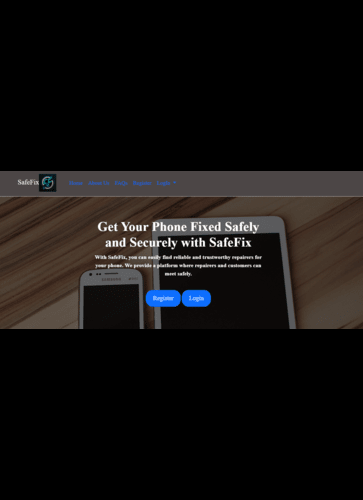 SafeFix
Home About Us FAQs Login
Get Your Phone Fixed Safely
and Securely with SafeFix
With SafeFix, you can easily find reliable and trustworthy repairers for
your phone. We provide a platform where repairers and customers can
meet safely.
Register Login